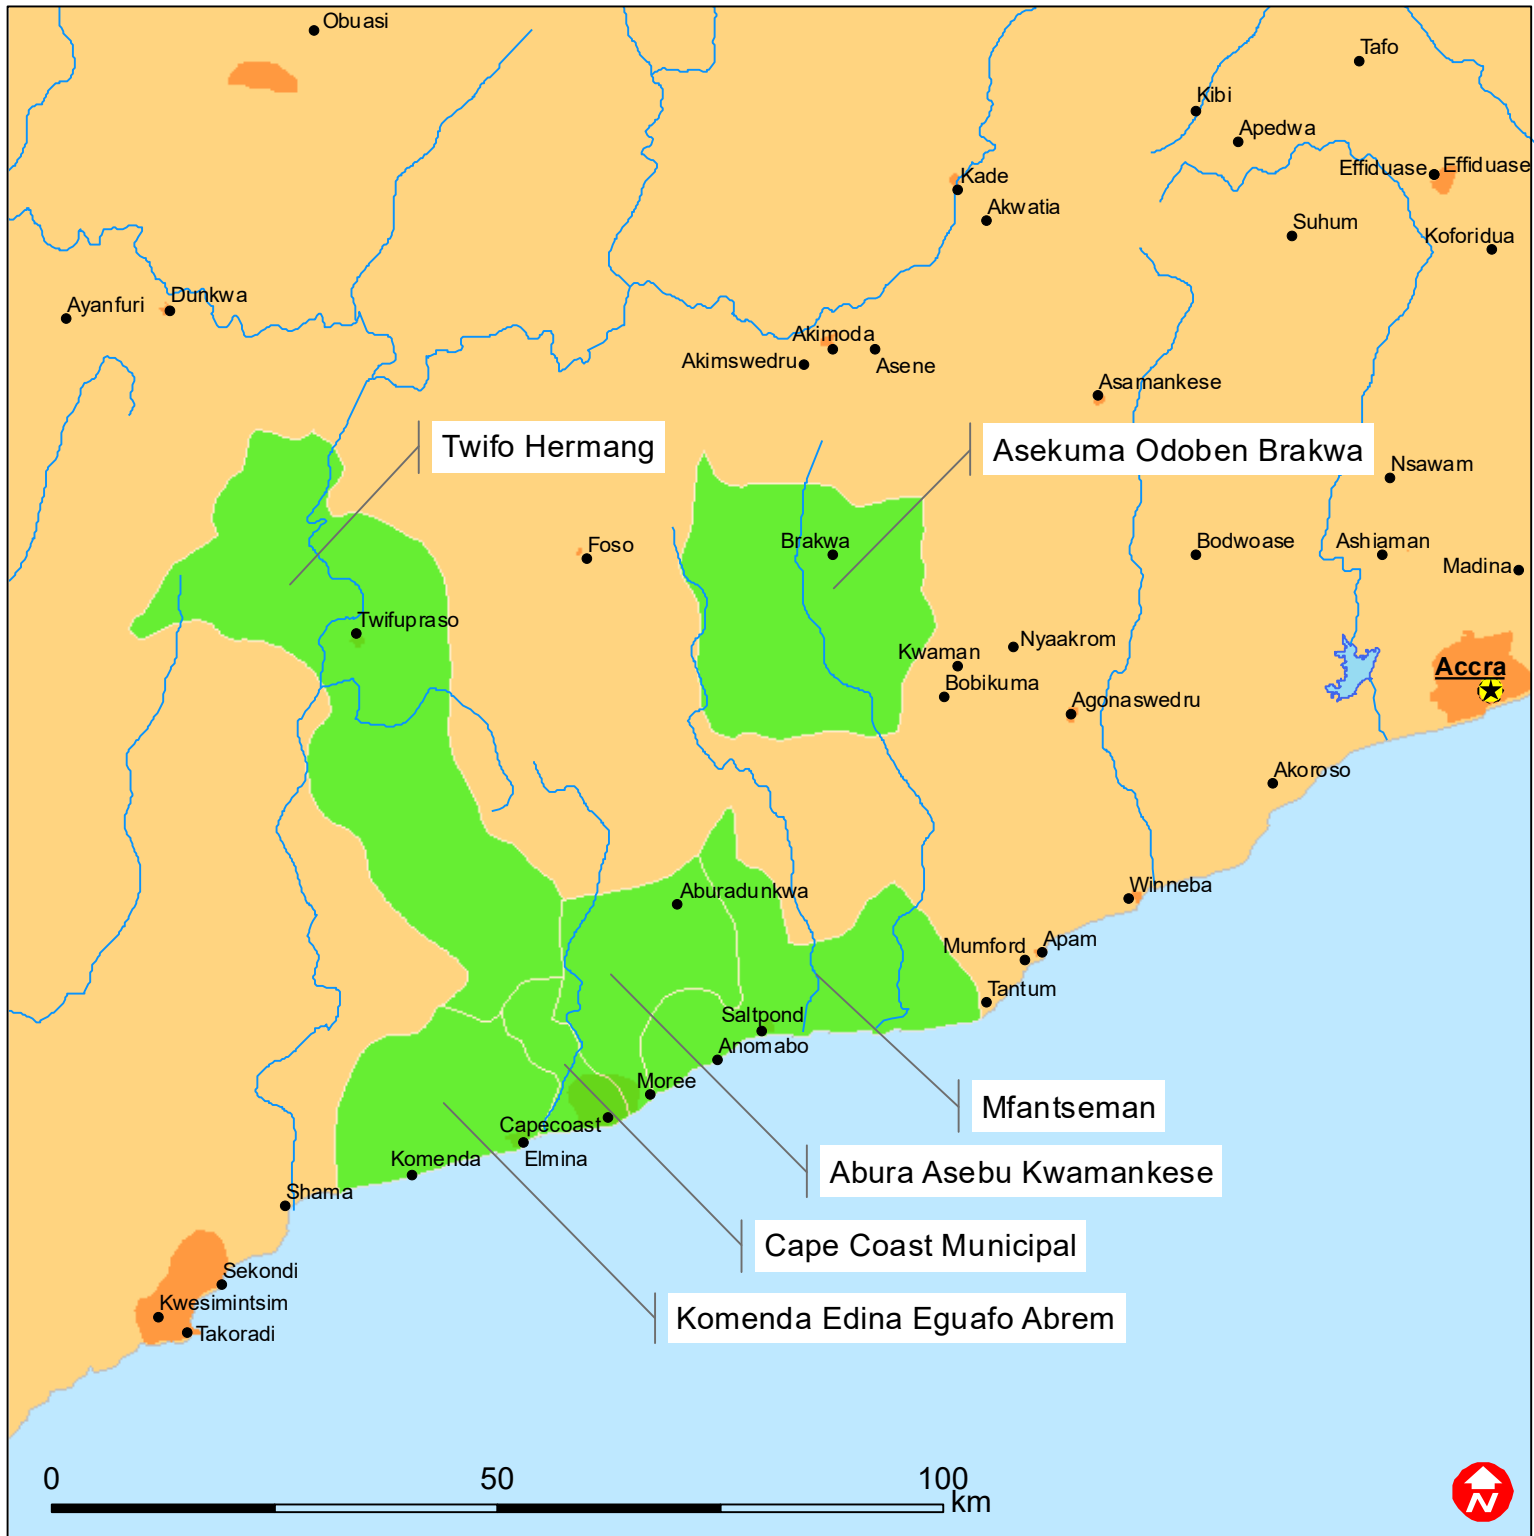 Obuasi
Tafo
Kibi
Apedwa
Effiduase
Effiduase
Kade
Akwatia
Suhum
Koforidua
Dunkwa
Ayanfuri
Akimoda
Akimswedru
Asene
Asamankese
Twifo Hermang
Asekuma Odoben Brakwa
Nsawam
Foso
Brakwa
Bodwoase
Ashiaman
Madina
Twifupraso
Nyaakrom
Kwaman
Accra
Bobikuma
Agonaswedru
Akoroso
Aburadunkwa
Winneba
Mumford
Apam
Tantum
Saltpond
Anomabo
Moree
Mfantseman
Capecoast
Komenda
Elmina
Abura Asebu Kwamankese
Shama
Cape Coast Municipal
Sekondi
Kwesimintsim
Komenda Edina Eguafo Abrem
Takoradi
0 50 100
km
N